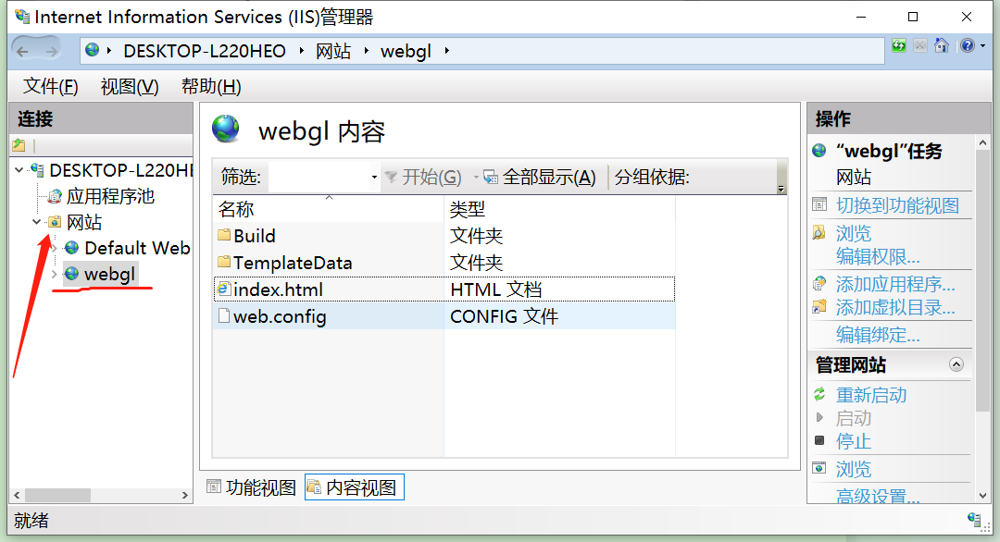 Internet Information Services (IIS)管理器
DESKTOP-L220HEO 网站 webgl
文件(F) 视图(V) 帮助(H)
连接
DESKTOP-L220HE
应用程序池
网站
Default Web
webgl
webgl 内容
筛选: 开始(G) 全部显示(A) 分组依据:
名称 类型
Build 文件夹
TemplateData 文件夹
index.html HTML 文档
web.config CONFIG 文件
功能视图 内容视图
操作
“webgl”任务
网站
切换到功能视图
浏览
编辑权限...
添加应用程序...
添加虚拟目录...
编辑绑定...
管理网站
重新启动
启动
停止
浏览
高级设置...
就绪